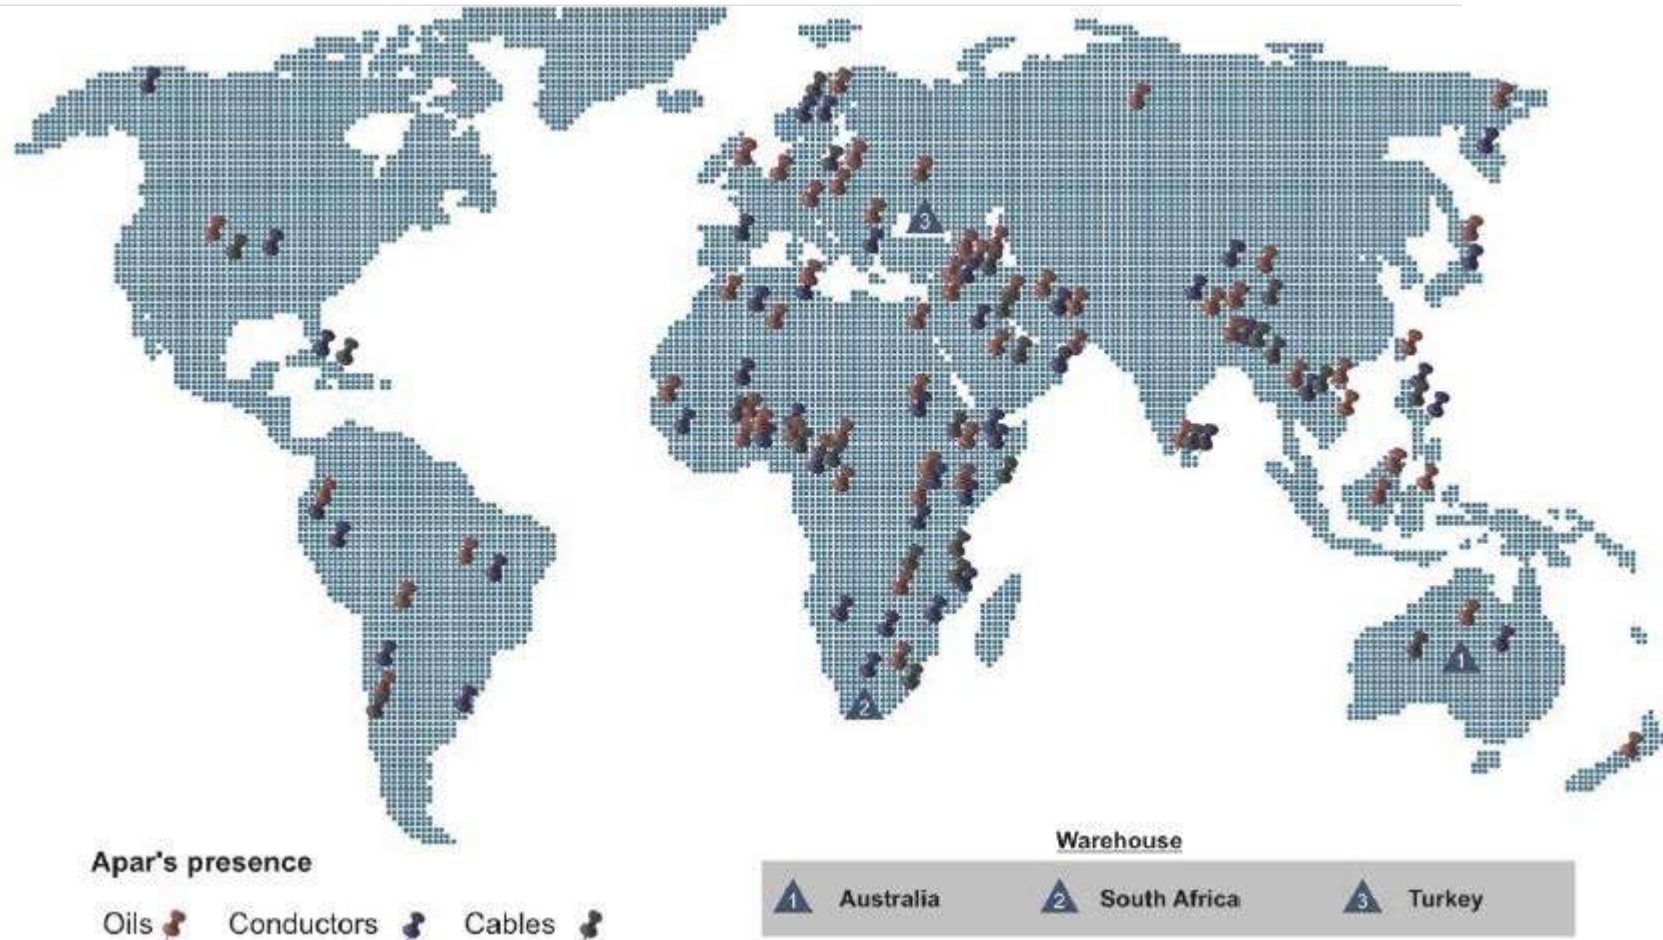 3
2
1
Apar's presence
Oils Conductors Cables
Warehouse
1 Australia 2 South Africa 3 Turkey